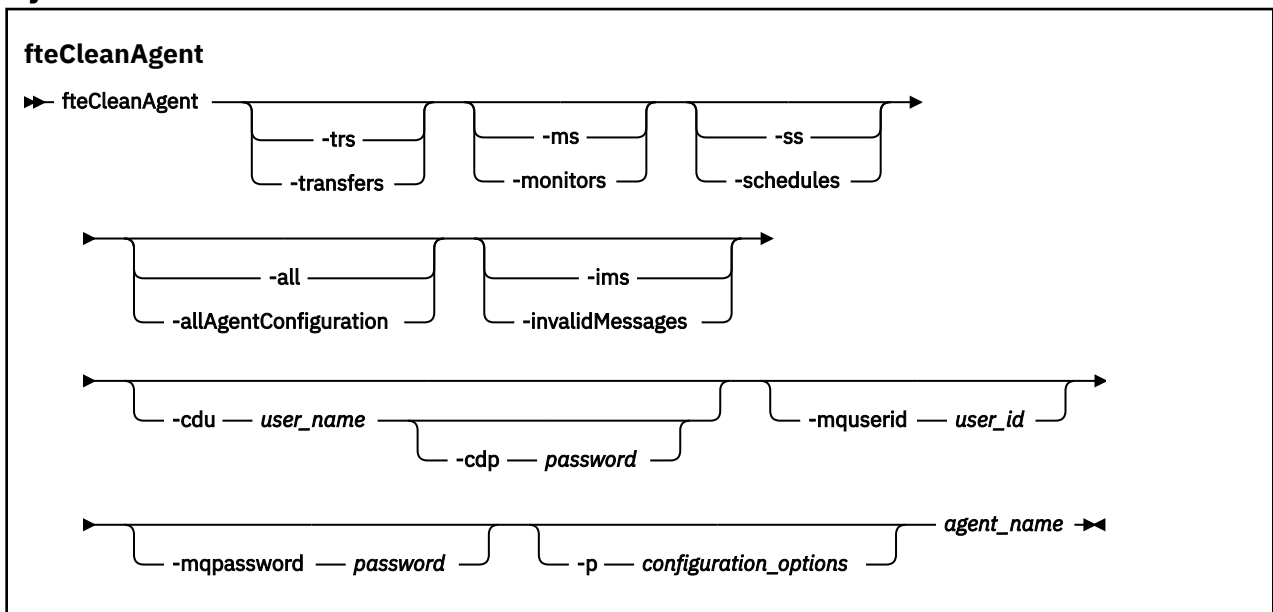 fteCleanAgent
fteCleanAgent
-trs -ms -ss
-transfers -monitors -schedules
-all -ims
-allAgentConfiguration -invalidMessages
-cdu user_name -mquserid user_id
-cdp password
agent_name
-mqpassword password -p configuration_options